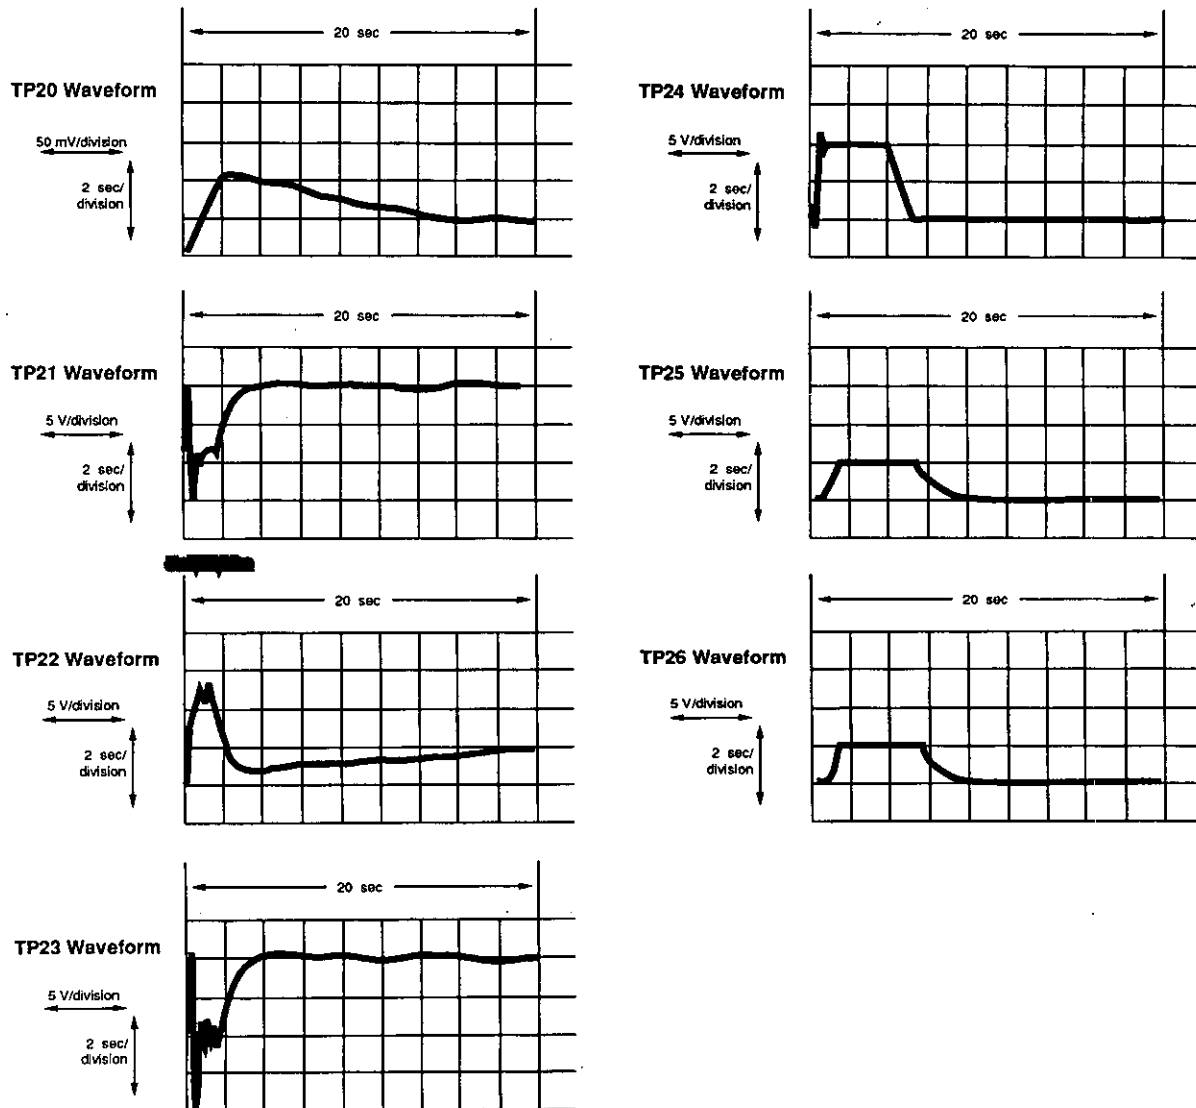 20 sec
TP20 Waveform
50 mV/division
2 sec/
division
20 sec
TP21 Waveform
5 V/division
2 sec/
division
20 sec
TP22 Waveform
5 V/division
2 sec/
division
20 sec
TP23 Waveform
5 V/division
2 sec/
division
20 sec
TP24 Waveform
5 V/division
2 sec/
division
20 sec
TP25 Waveform
5 V/division
2 sec/
division
20 sec
TP26 Waveform
5 V/division
2 sec/
division